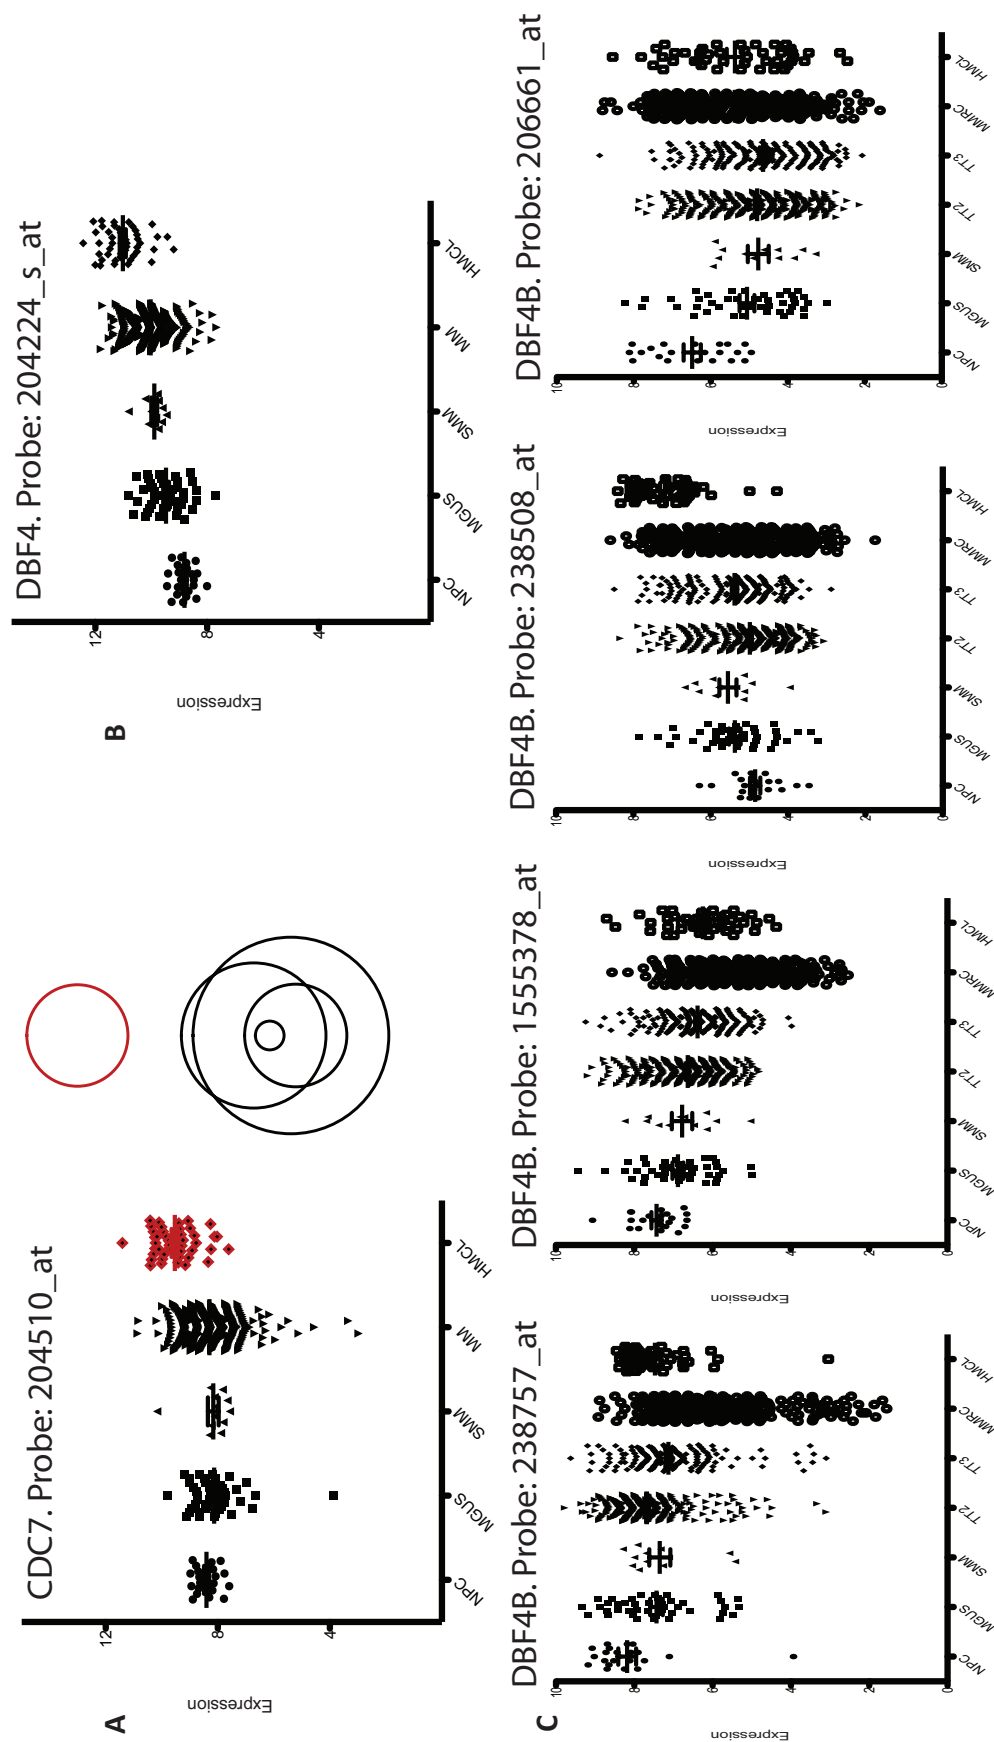 A
CDC7. Probe: 204510_at
Expression
12
8
4
NPC
MGUS
SMM
MM
HMCL
B
DBF4. Probe: 204224_s_at
Expression
12
8
4
NPC
MGUS
SMM
MM
HMCL
C
DBF4B. Probe: 238757_at
Expression
10
8
6
4
2
0
NPC
MGUS
SMM
TT2
TT3
MMRC
HMCL
DBF4B. Probe: 1555378_at
Expression
10
8
6
4
2
0
NPC
MGUS
SMM
TT2
TT3
MMRC
HMCL
DBF4B. Probe: 238508_at
Expression
10
8
6
4
2
0
NPC
MGUS
SMM
TT2
TT3
MMRC
HMCL
DBF4B. Probe: 206661_at
Expression
10
8
6
4
2
0
NPC
MGUS
SMM
TT2
TT3
MMRC
HMCL